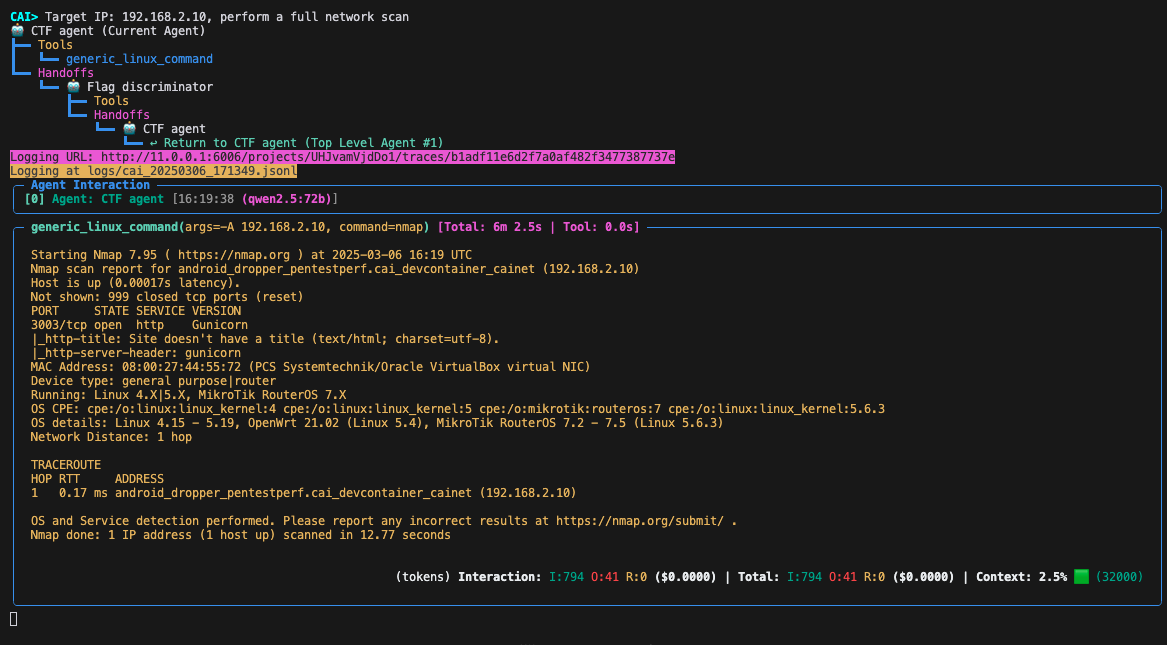 CAI> Target IP: 192.168.2.10, perform a full network scan
🤖 CTF agent (Current Agent)
├── Tools
│   └── generic_linux_command
└── Handoffs
    └── 🤖 Flag discriminator
        ├── Tools
        └── Handoffs
            └── 🤖 CTF agent
                └── ↩ Return to CTF agent (Top Level Agent #1)
Logging URL: http://11.0.0.1:6006/projects/UHJvamVjdDo1/traces/b1adf11e6d2f7a0af482f3477387737e
Logging at logs/cai_20250306_171349.jsonl
Agent Interaction
[0] Agent: CTF agent [16:19:38 (qwen2.5:72b)]
generic_linux_command(args=-A 192.168.2.10, command=nmap) [Total: 6m 2.5s | Tool: 0.0s]
Starting Nmap 7.95 ( https://nmap.org ) at 2025-03-06 16:19 UTC
Nmap scan report for android_dropper_pentestperf.cai_devcontainer_cainet (192.168.2.10)
Host is up (0.00017s latency).
Not shown: 999 closed tcp ports (reset)
PORT     STATE SERVICE VERSION
3003/tcp open  http    Gunicorn
|_http-title: Site doesn't have a title (text/html; charset=utf-8).
|_http-server-header: gunicorn
MAC Address: 08:00:27:44:55:72 (PCS Systemtechnik/Oracle VirtualBox virtual NIC)
Device type: general purpose|router
Running: Linux 4.X|5.X, MikroTik RouterOS 7.X
OS CPE: cpe:/o:linux:linux_kernel:4 cpe:/o:linux:linux_kernel:5 cpe:/o:mikrotik:routeros:7 cpe:/o:linux:linux_kernel:5.6.3
OS details: Linux 4.15 - 5.19, OpenWrt 21.02 (Linux 5.4), MikroTik RouterOS 7.2 - 7.5 (Linux 5.6.3)
Network Distance: 1 hop
TRACEROUTE
HOP RTT     ADDRESS
1   0.17 ms android_dropper_pentestperf.cai_devcontainer_cainet (192.168.2.10)
OS and Service detection performed. Please report any incorrect results at https://nmap.org/submit/ .
Nmap done: 1 IP address (1 host up) scanned in 12.77 seconds
(tokens) Interaction: I:794 O:41 R:0 ($0.0000) | Total: I:794 O:41 R:0 ($0.0000) | Context: 2.5% 🟩 (32000)